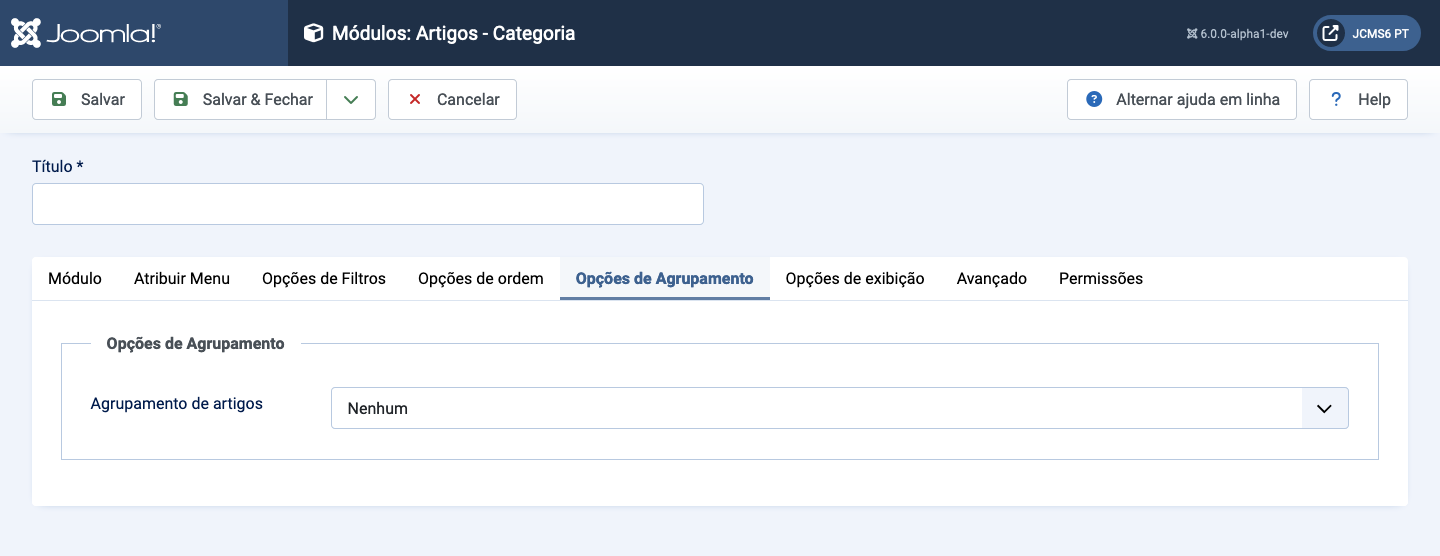 Joomla!® Módulos: Artigos - Categoria 6.0.0-alpha1-dev JCMS6 PT
Salvar Salvar & Fechar Cancelar Alternar ajuda em linha Help
Título *
Módulo Atribuir Menu Opções de Filtros Opções de ordem Opções de Agrupamento Opções de exibição Avançado Permissões
Opções de Agrupamento
Agrupamento de artigos Nenhum